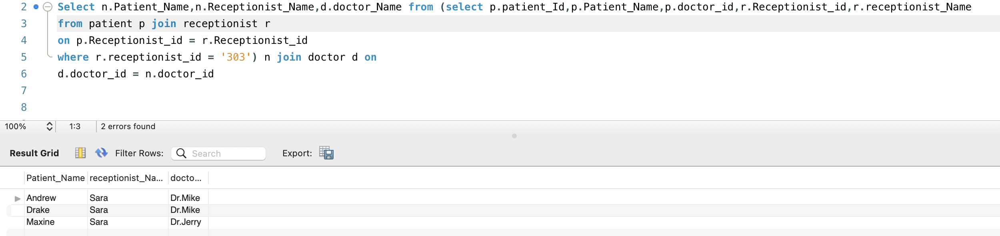 2 Select n.Patient_Name,n.Receptionist_Name,d.doctor_Name from (select p.patient_Id,p.Patient_Name,p.doctor_id,r.Receptionist_id,r.receptionist_Name
3 from patient p join receptionist r
4 on p.Receptionist_id = r.Receptionist_id
5 where r.receptionist_id = '303') n join doctor d on
6 d.doctor_id = n.doctor_id
7
8
100% 1:3 2 errors found
Result Grid Filter Rows: Search Export:
Patient_Name receptionist_Na... docto...
Andrew Sara Dr.Mike
Drake Sara Dr.Mike
Maxine Sara Dr.Jerry